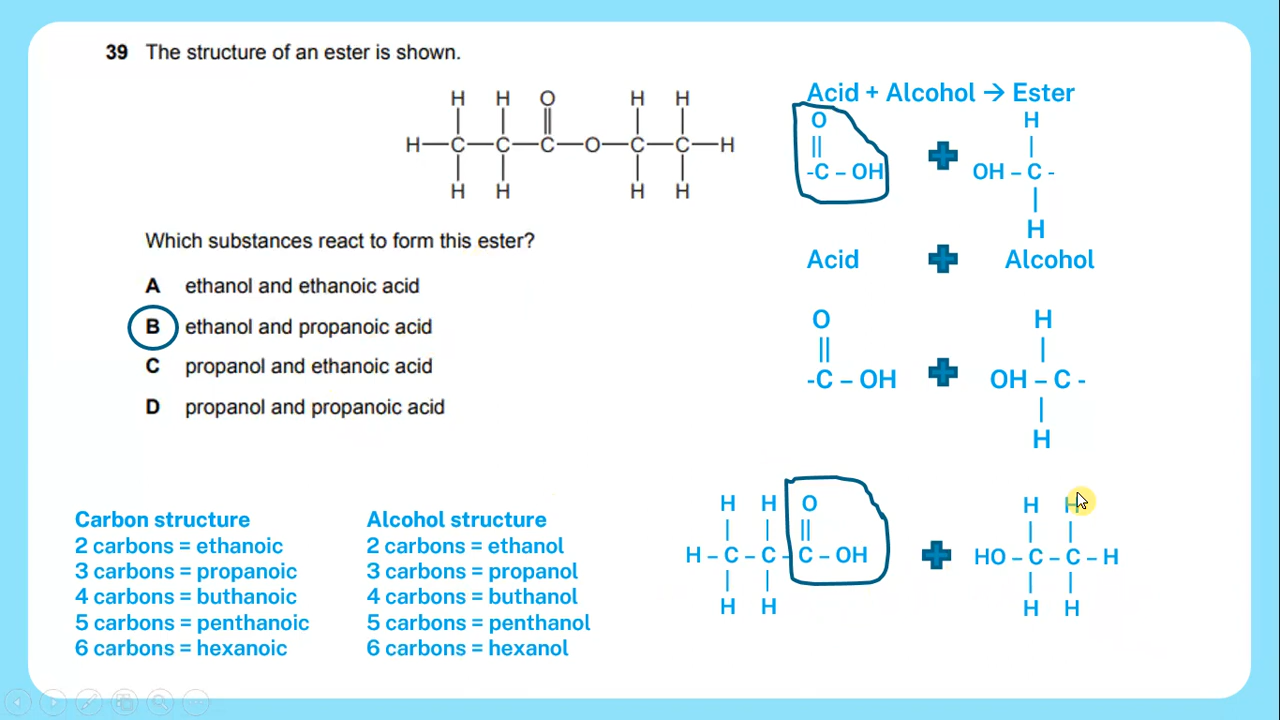 39 The structure of an ester is shown.
H H O H H
H—C—C—C—O—C—C—H
H H H H
Which substances react to form this ester?
A ethanol and ethanoic acid
B ethanol and propanoic acid
C propanol and ethanoic acid
D propanol and propanoic acid
Acid + Alcohol → Ester
O H
|| |
-C – OH + OH – C -
|
H
Acid + Alcohol
O H
|| |
-C – OH + OH – C -
|
H
H H O H H
| | || | |
H – C – C - C – OH + HO – C – C – H
| | | |
H H H H
Carbon structure
2 carbons = ethanoic
3 carbons = propanoic
4 carbons = buthanoic
5 carbons = penthanoic
6 carbons = hexanoic
Alcohol structure
2 carbons = ethanol
3 carbons = propanol
4 carbons = buthanol
5 carbons = penthanol
6 carbons = hexanol